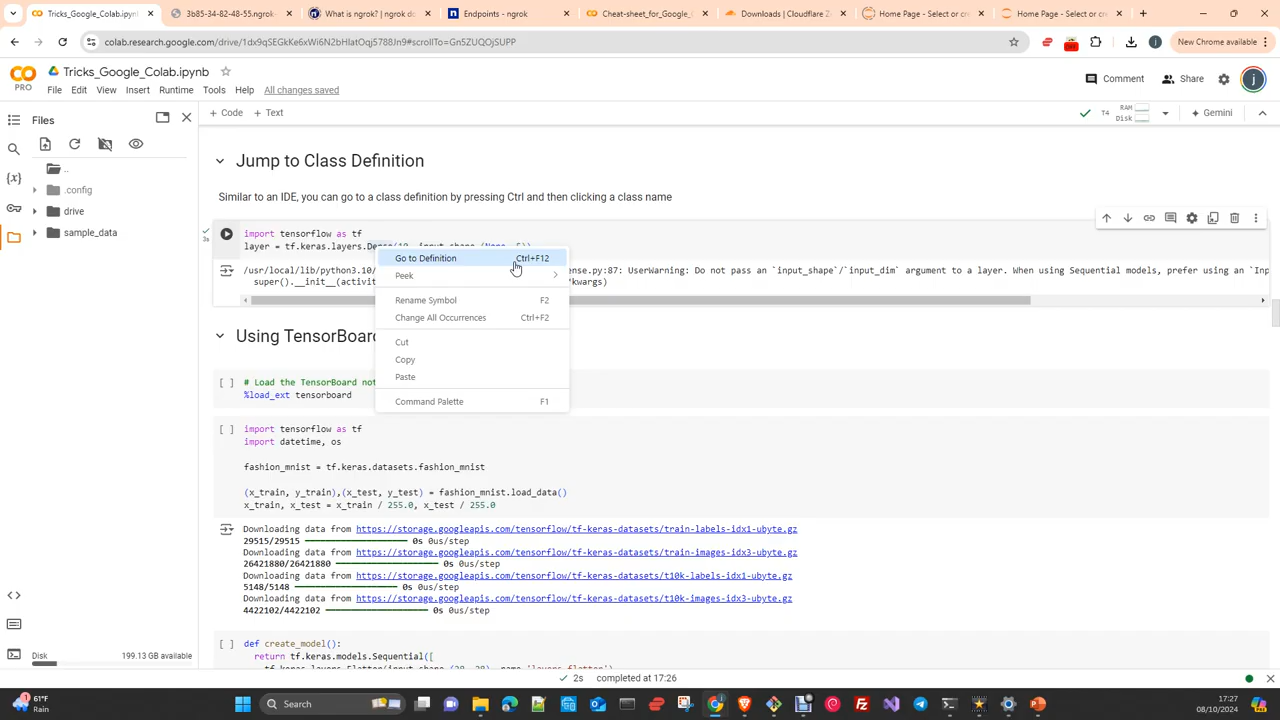 Tricks_Google_Colab.ipynb
3b85-34-82-48-55.ngrok-
What is ngrok? | ngrok do
Endpoints - ngrok
Cheat-sheet_for_Google_
Downloads | Cloudflare Z
Home Page - Select or cre
Home Page - Select or cre
colab.research.google.com/drive/1dx9qSEGkKe6xWi6N2bHlatOqj5788Jn9#scrollTo=Gn5ZUQOjSUPP
New Chrome available
PRO
Tricks_Google_Colab.ipynb
File Edit View Insert Runtime Tools Help All changes saved
Comment
Share
j
Files
+ Code + Text
T4
RAM
Disk
Gemini
..
.config
drive
sample_data
Jump to Class Definition
Similar to an IDE, you can go to a class definition by pressing Ctrl and then clicking a class name
3s
import tensorflow as tf
layer = tf.keras.layers.Dense(10, input_shape=(None, 5))
/usr/local/lib/python3.10/ ense.py:87: UserWarning: Do not pass an `input_shape`/`input_dim` argument to a layer. When using Sequential models, prefer using an `Inp
super().__init__(activi *kwargs)
Go to Definition Ctrl+F12
Peek
Rename Symbol F2
Change All Occurrences Ctrl+F2
Cut
Copy
Paste
Command Palette F1
Using TensorBoard
[ ] # Load the TensorBoard not
%load_ext tensorboard
[ ] import tensorflow as tf
import datetime, os
fashion_mnist = tf.keras.datasets.fashion_mnist
(x_train, y_train),(x_test, y_test) = fashion_mnist.load_data()
x_train, x_test = x_train / 255.0, x_test / 255.0
Downloading data from https://storage.googleapis.com/tensorflow/tf-keras-datasets/train-labels-idx1-ubyte.gz
29515/29515 0s 0us/step
Downloading data from https://storage.googleapis.com/tensorflow/tf-keras-datasets/train-images-idx3-ubyte.gz
26421880/26421880 0s 0us/step
Downloading data from https://storage.googleapis.com/tensorflow/tf-keras-datasets/t10k-labels-idx1-ubyte.gz
5148/5148 0s 0us/step
Downloading data from https://storage.googleapis.com/tensorflow/tf-keras-datasets/t10k-images-idx3-ubyte.gz
4422102/4422102 0s 0us/step
[ ] def create_model():
return tf.keras.models.Sequential([
tf.keras.layers.Flatten(input_shape=(28, 28), name='layers_flatten'),
Disk 199.13 GB available
2s completed at 17:26
61°F
Rain
Search
17:27
08/10/2024